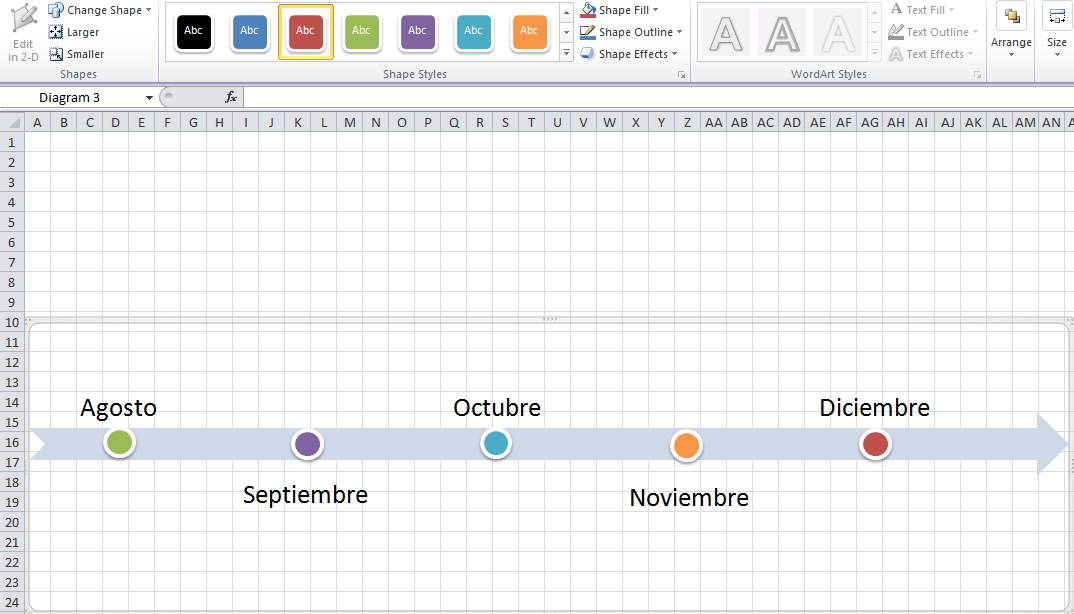 Edit
in 2-D
Change Shape
Larger
Smaller
Shapes
Abc Abc Abc Abc Abc Abc Abc
Shape Fill
Shape Outline
Shape Effects
Shape Styles
A A A
Text Fill
Text Outline
Text Effects
WordArt Styles
Arrange
Size
Diagram 3 fx
A B C D E F G H I J K L M N O P Q R S T U V W X Y Z AA AB AC AD AE AF AG AH AI AJ AK AL AM AN
1
2
3
4
5
6
7
8
9
10
11
12
13
14
15
16
17
18
19
20
21
22
23
24
Agosto Octubre Diciembre
Septiembre Noviembre